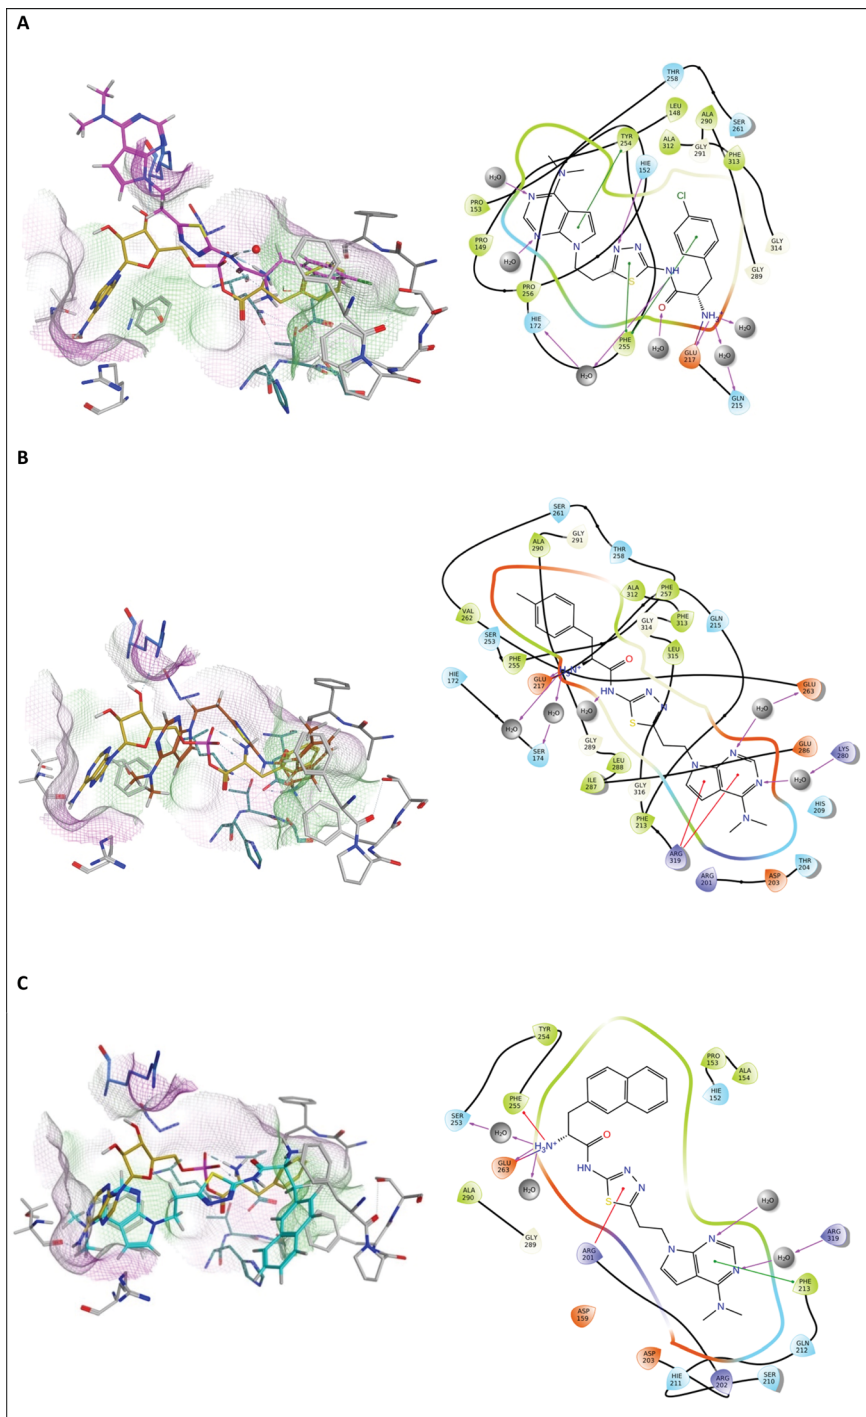 A
THR
258
LEU
148
ALA
290
SER
261
TYR
254
ALA
312
GLY
291
PHE
313
HIE
152
H₂O
N
N
Cl
PRO
153
N
PRO
149
N
N-N
GLY
314
H₂O
S
NH
GLY
289
PRO
256
O
HIE
172
NH₃⁺
H₂O
PHE
255
H₂O
GLU
217
H₂O
H₂O
GLN
215
B
SER
261
GLY
291
ALA
290
THR
258
ALA
312
PHE
257
VAL
262
PHE
313
GLN
215
SER
253
GLY
314
PHE
255
O
LEU
315
HIE
172
H₃N⁺
GLU
217
GLU
263
NH
N
H₂O
H₂O
N
H₂O
H₂O
S
SER
174
GLY
289
GLU
286
LYS
280
LEU
288
N
H₂O
ILE
287
GLY
316
N
N
HIS
209
PHE
213
N
ARG
319
THR
204
ARG
201
ASP
203
C
TYR
254
PRO
153
ALA
154
HIE
152
PHE
255
SER
253
H₂O
O
H₃N⁺
GLU
263
NH
H₂O
N
N
ALA
290
S
H₂O
GLY
289
ARG
319
ARG
201
N
N
H₂O
N
PHE
213
N
ASP
159
GLN
212
ASP
203
HIE
211
ARG
202
SER
210